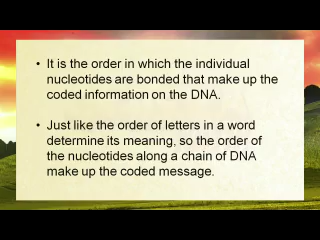 • It is the order in which the individual
nucleotides are bonded that make up the
coded information on the DNA.
• Just like the order of letters in a word
determine its meaning, so the order of
the nucleotides along a chain of DNA
make up the coded message.